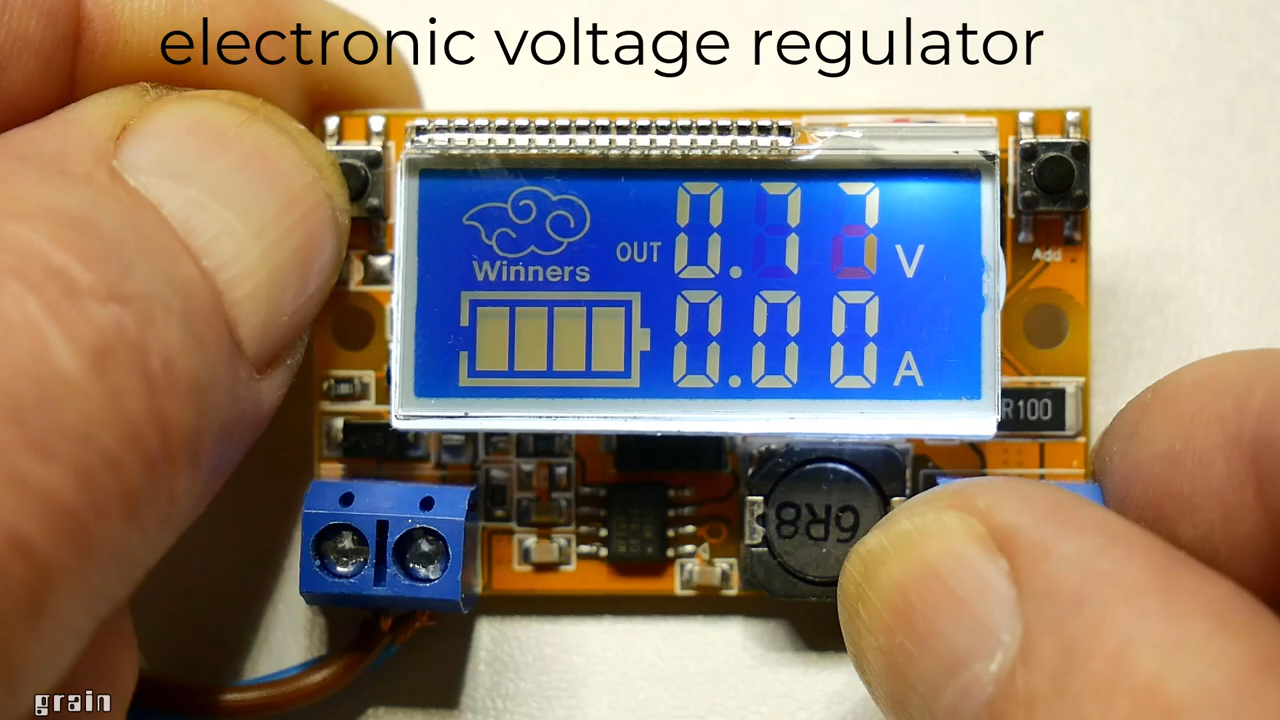 electronic voltage regulator
Winners
OUT
V
0.00 A
Add
R100
6R8
grain